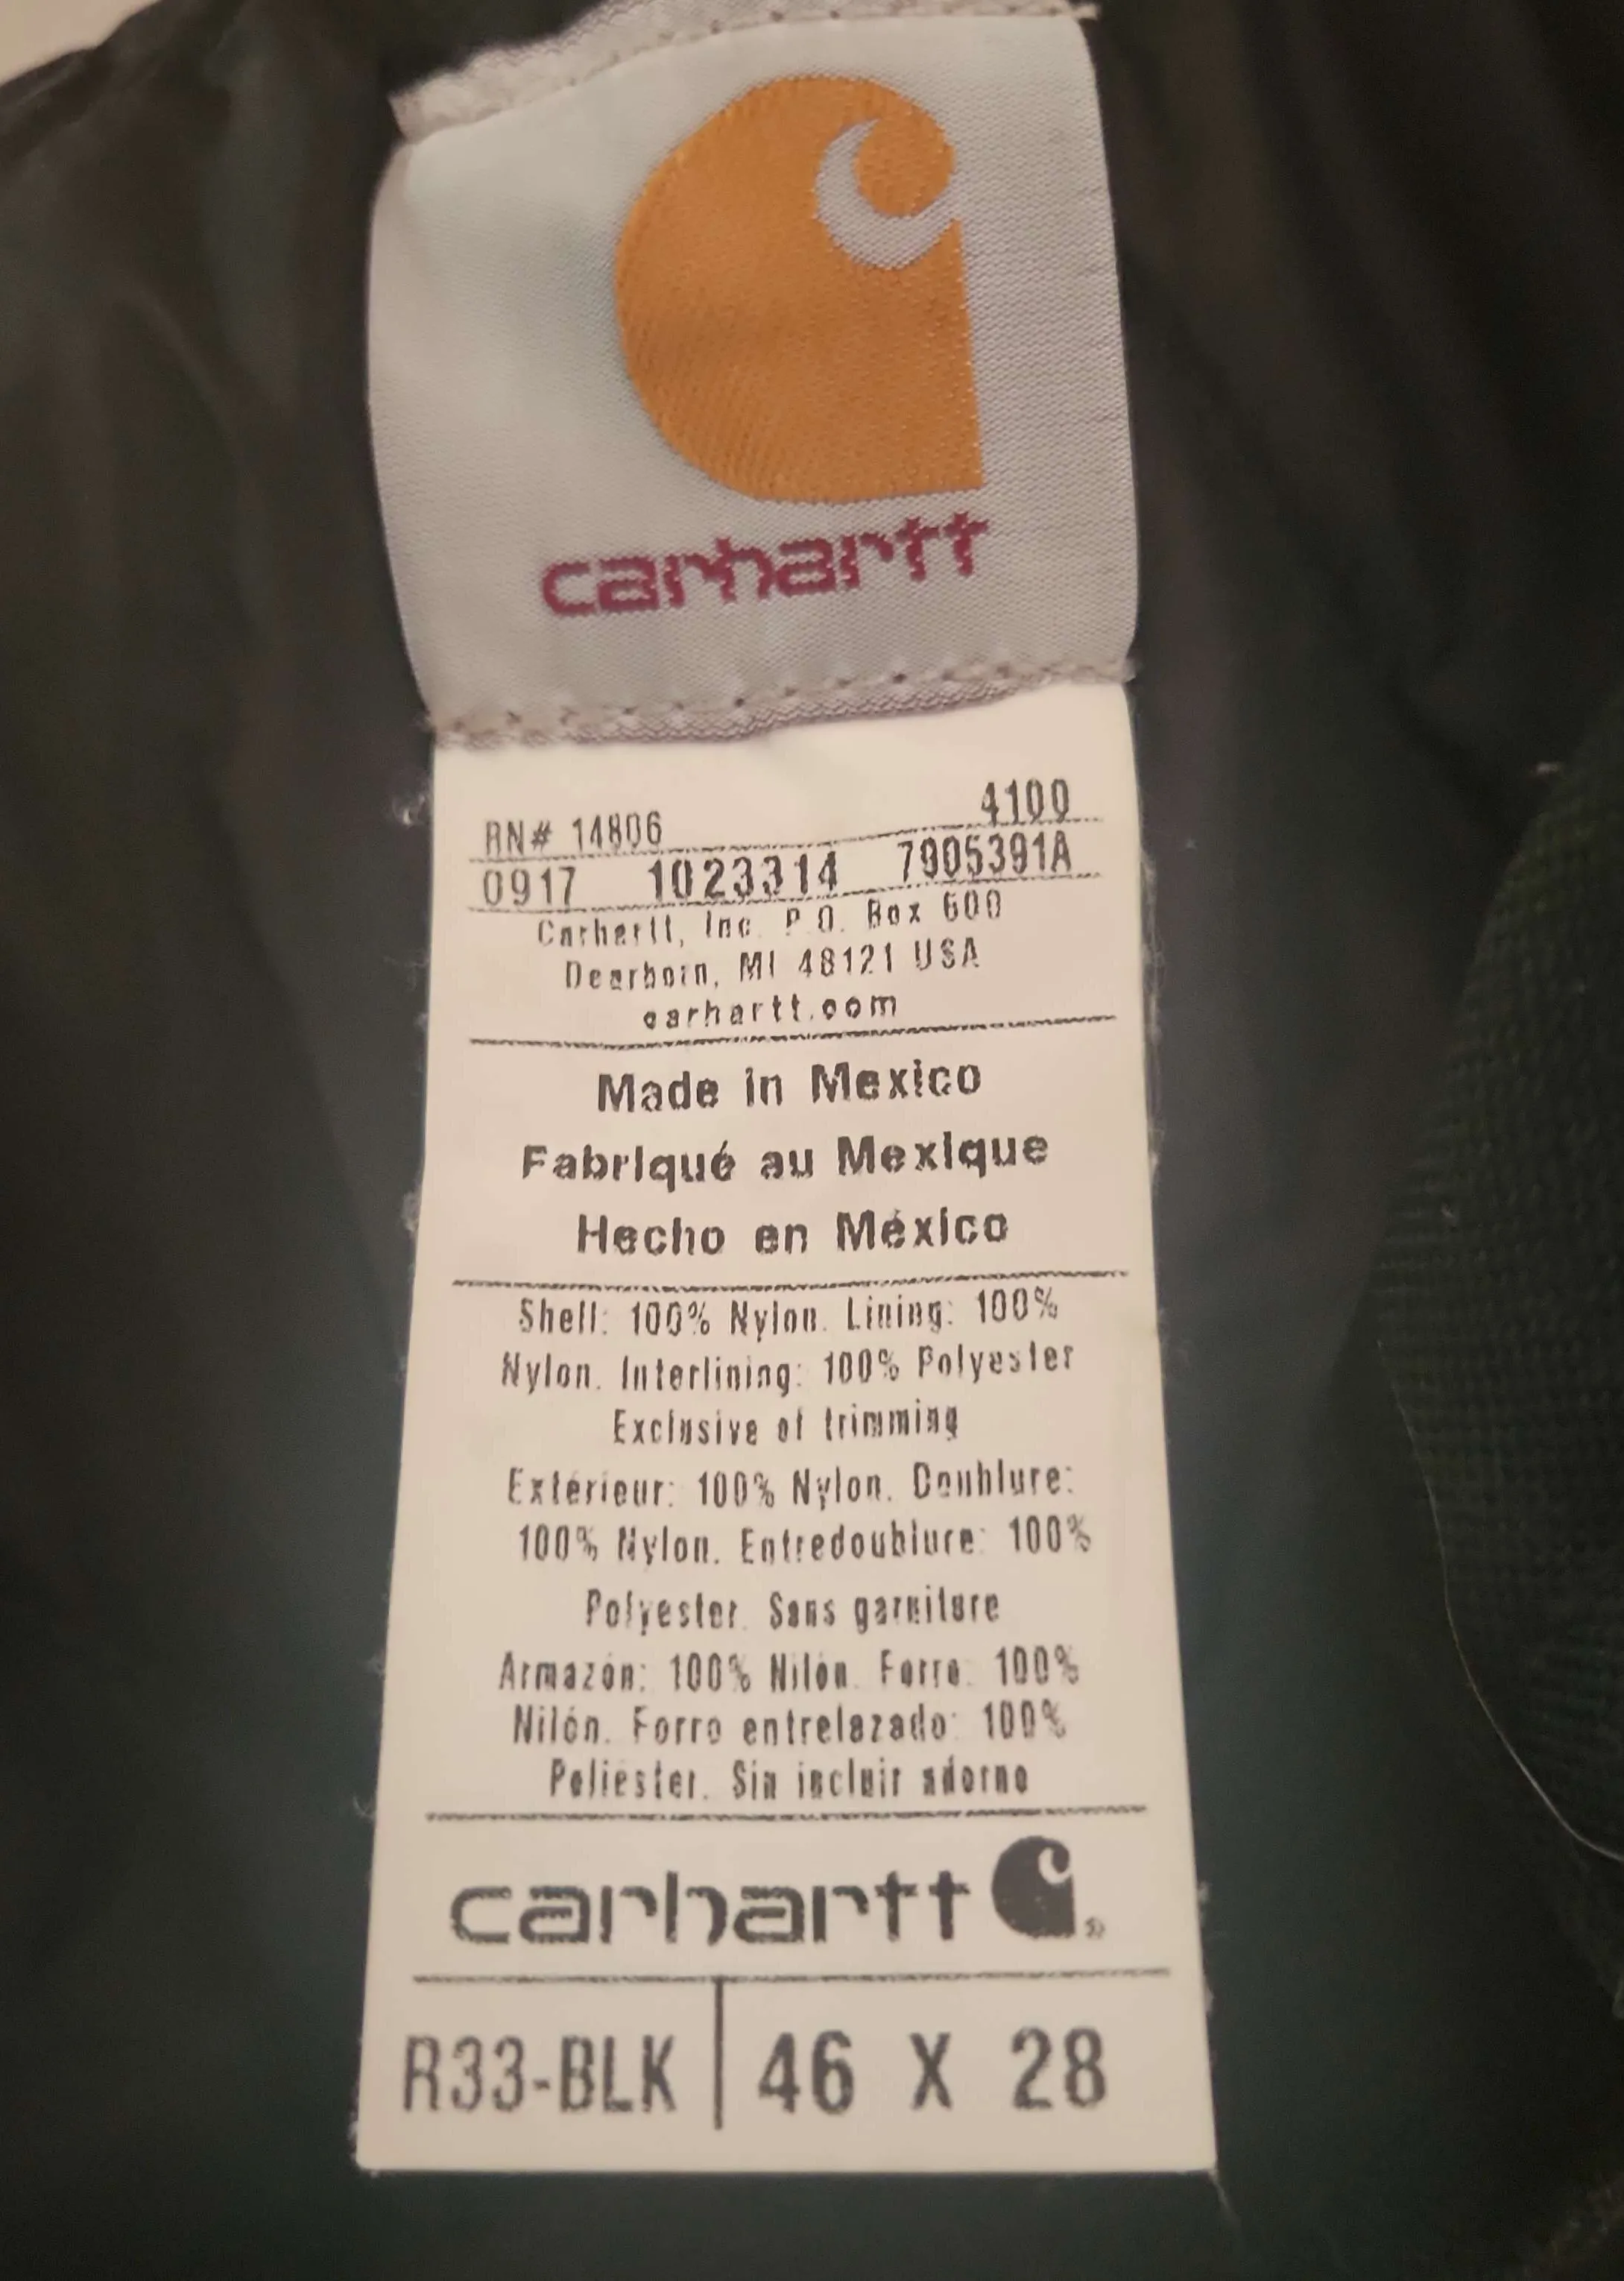 carhartt
RN# 14806 4100
0917 1023314 7905391A
Carhartt, Inc. P.O. Box 600
Dearborn, MI 48121 USA
carhartt.com
Made in Mexico
Fabriqué au Mexique
Hecho en México
Shell: 100% Nylon. Lining: 100%
Nylon. Interlining: 100% Polyester
Exclusive of trimming
Extérieur: 100% Nylon. Doublure:
100% Nylon. Entredoublure: 100%
Polyester. Sans garniture
Armazón: 100% Nilón. Forro: 100%
Nilón. Forro entrelazado: 100%
Poliester. Sin incluir adorno
carhartt
R33-BLK 46 X 28